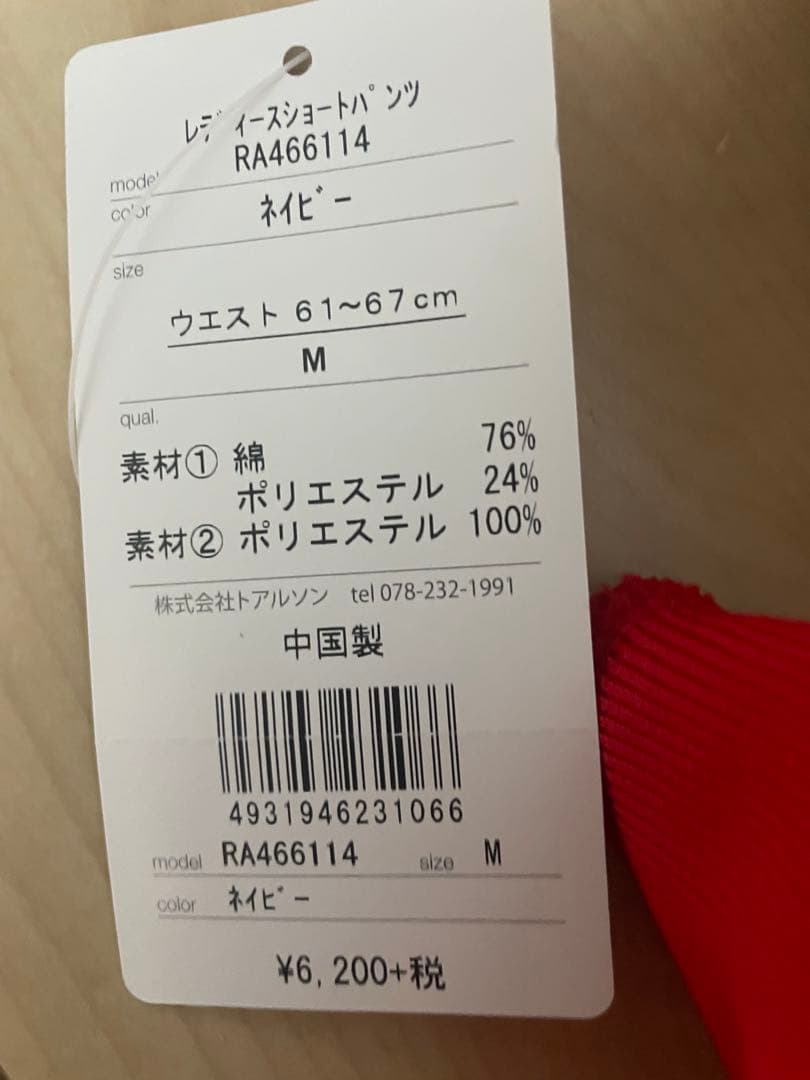 レディースショートパンツ
model RA466114
color ネイビー
size
ウエスト 61~67cm
M
qual.
素材① 綿 76%
ポリエステル 24%
素材② ポリエステル 100%
株式会社トアルソン tel 078-232-1991
中国製
4931946231066
model RA466114 size M
color ネイビー
¥6,200+税